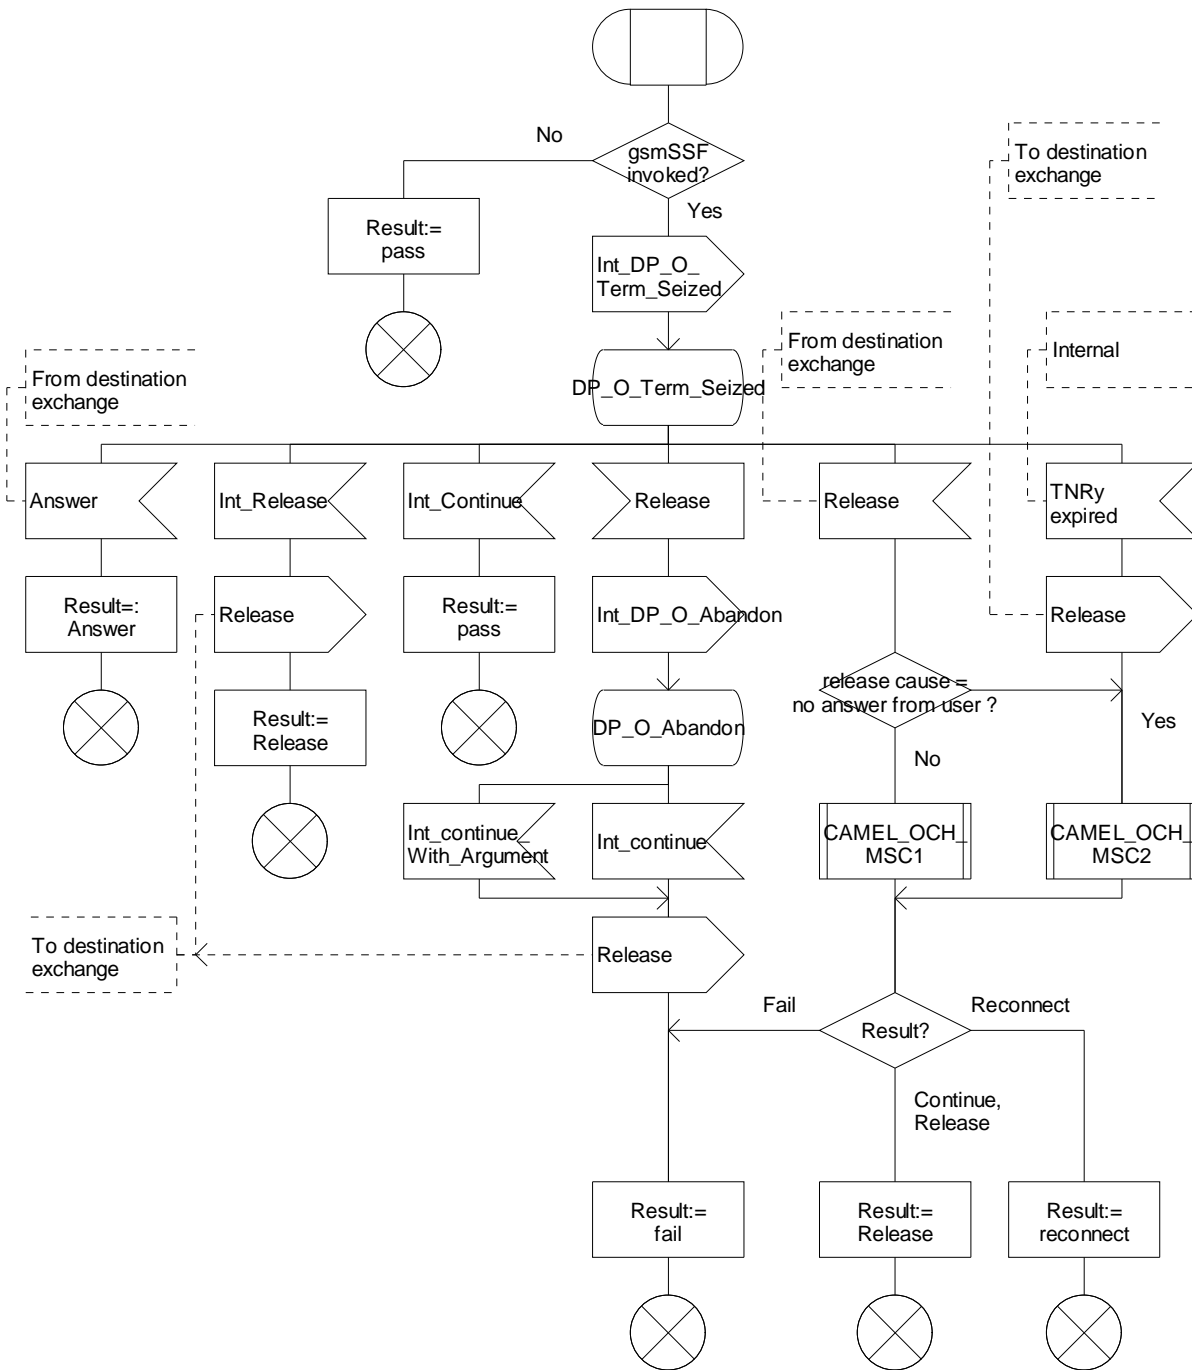 No
gsmSSF
invoked?
To destination
exchange
Yes
Result:=
pass
Int_DP_O_
Term_Seized
From destination
exchange
Internal
From destination
exchange
DP_O_Term_Seized
Answer
Int_Release
Int_Continue
Release
Release
TNRy
expired
Result=:
Answer
Release
Result:=
pass
Int_DP_O_Abandon
Release
release cause =
no answer from user ?
Result:=
Release
DP_O_Abandon
Yes
No
Int_continue_
With_Argument
Int_continue
CAMEL_OCH_
MSC1
CAMEL_OCH_
MSC2
To destination
exchange
Release
Fail
Reconnect
Result?
Continue,
Release
Result:=
fail
Result:=
Release
Result:=
reconnect